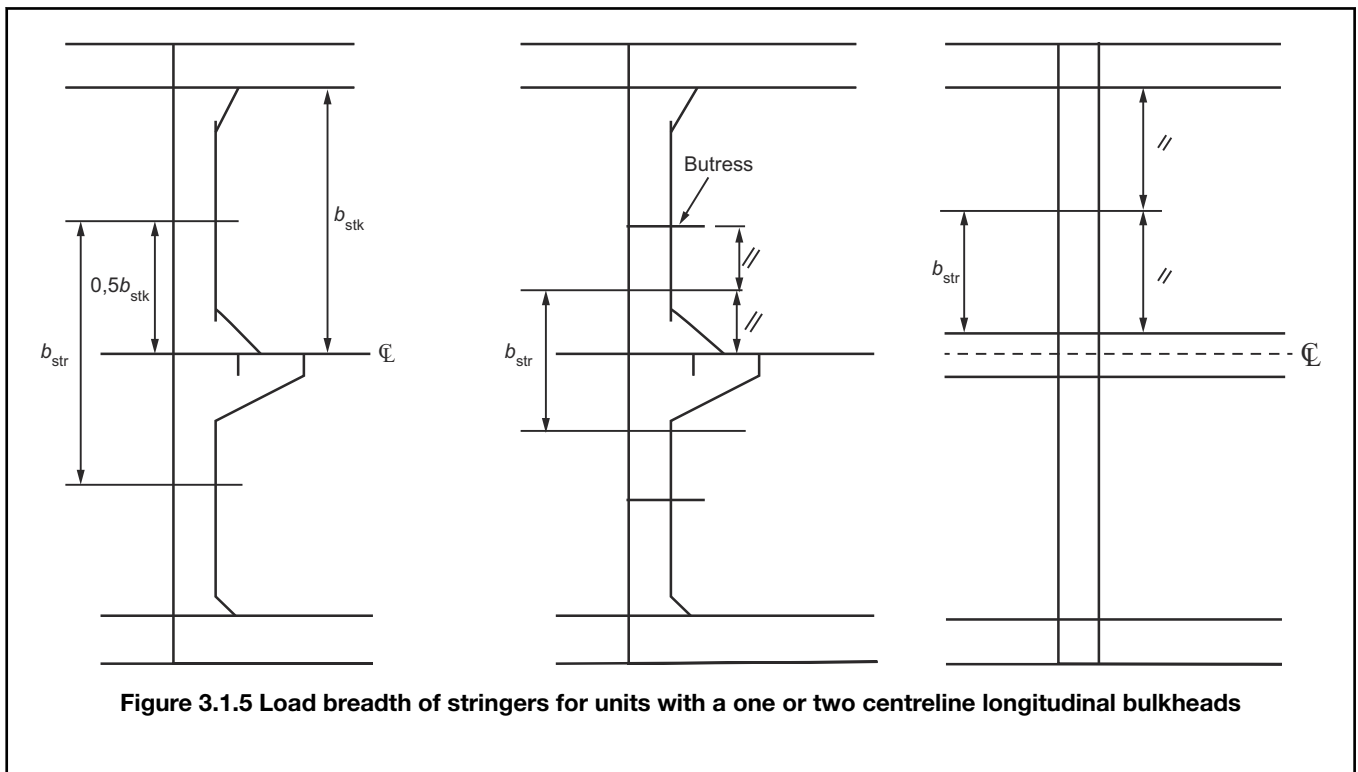 b_stk
0,5b_stk
b_str
℄
Butress
//
//
b_str
//
//
b_str
℄
Figure 3.1.5 Load breadth of stringers for units with a one or two centreline longitudinal bulkheads